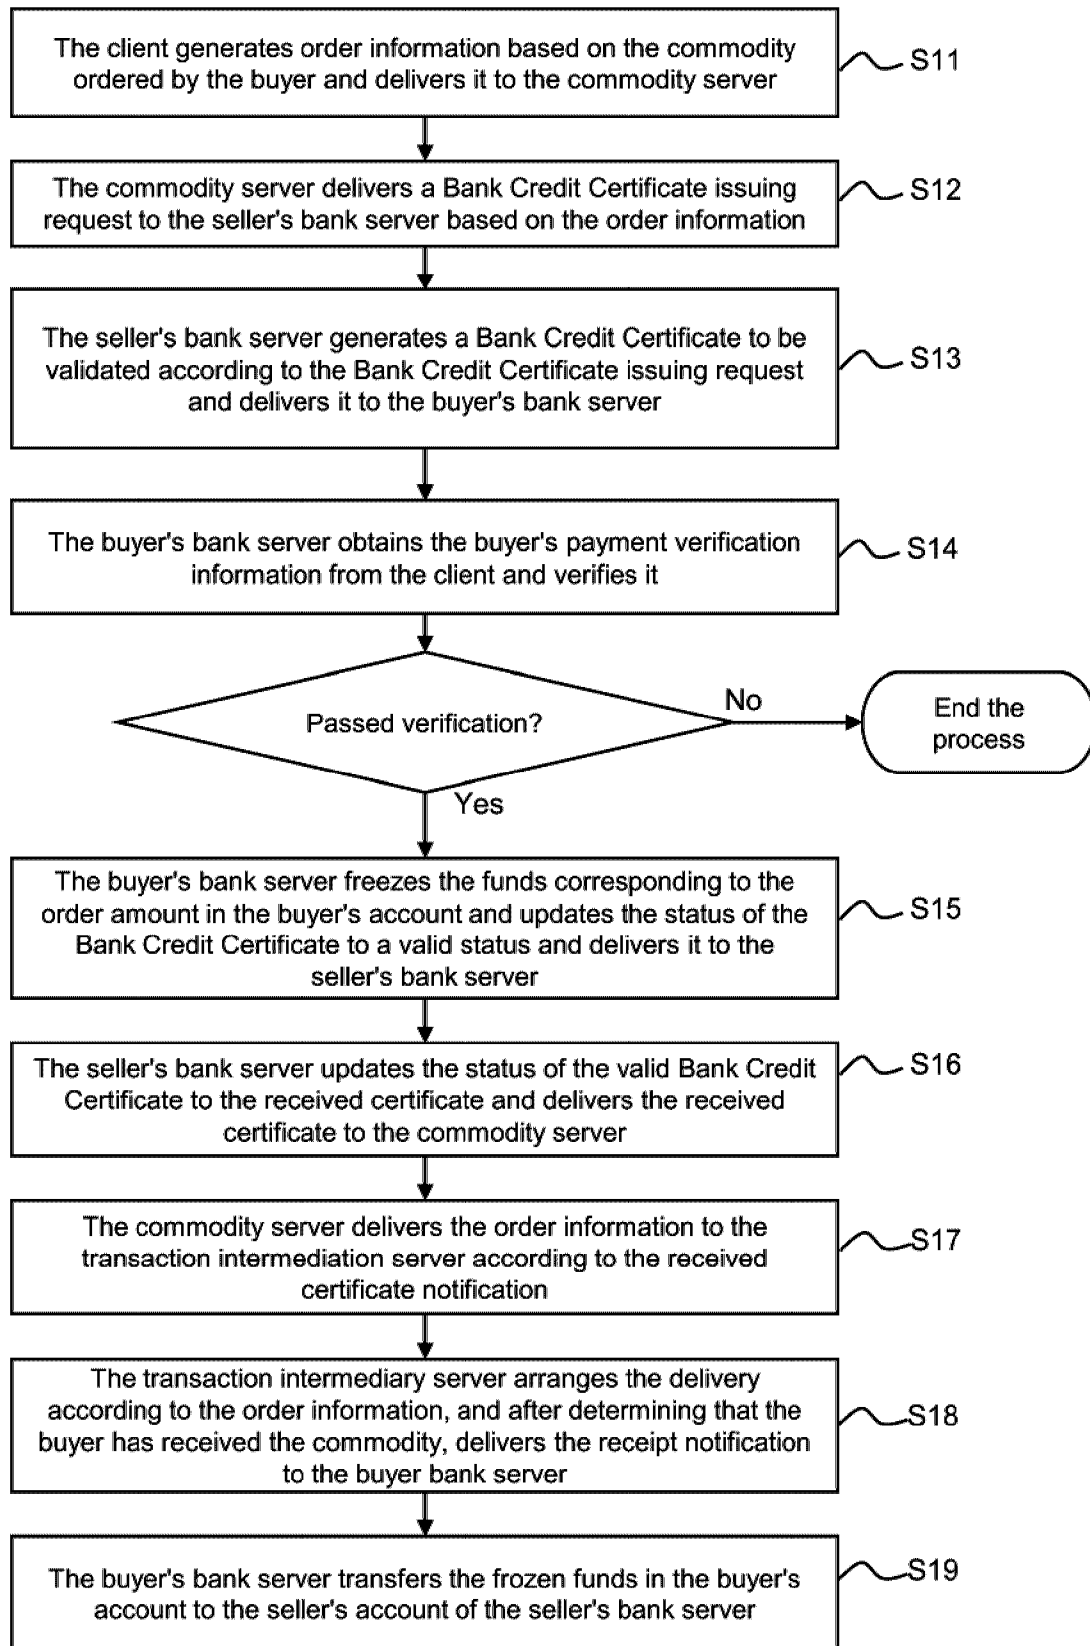 The client generates order information based on the commodity
ordered by the buyer and delivers it to the commodity server
S11
The commodity server delivers a Bank Credit Certificate issuing
request to the seller's bank server based on the order information
S12
The seller's bank server generates a Bank Credit Certificate to be
validated according to the Bank Credit Certificate issuing request
and delivers it to the buyer's bank server
S13
The buyer's bank server obtains the buyer's payment verification
information from the client and verifies it
S14
Passed verification?
No
End the
process
Yes
The buyer's bank server freezes the funds corresponding to the
order amount in the buyer's account and updates the status of the
Bank Credit Certificate to a valid status and delivers it to the
seller's bank server
S15
The seller's bank server updates the status of the valid Bank Credit
Certificate to the received certificate and delivers the received
certificate to the commodity server
S16
The commodity server delivers the order information to the
transaction intermediation server according to the received
certificate notification
S17
The transaction intermediary server arranges the delivery
according to the order information, and after determining that the
buyer has received the commodity, delivers the receipt notification
to the buyer bank server
S18
The buyer's bank server transfers the frozen funds in the buyer's
account to the seller's account of the seller's bank server
S19